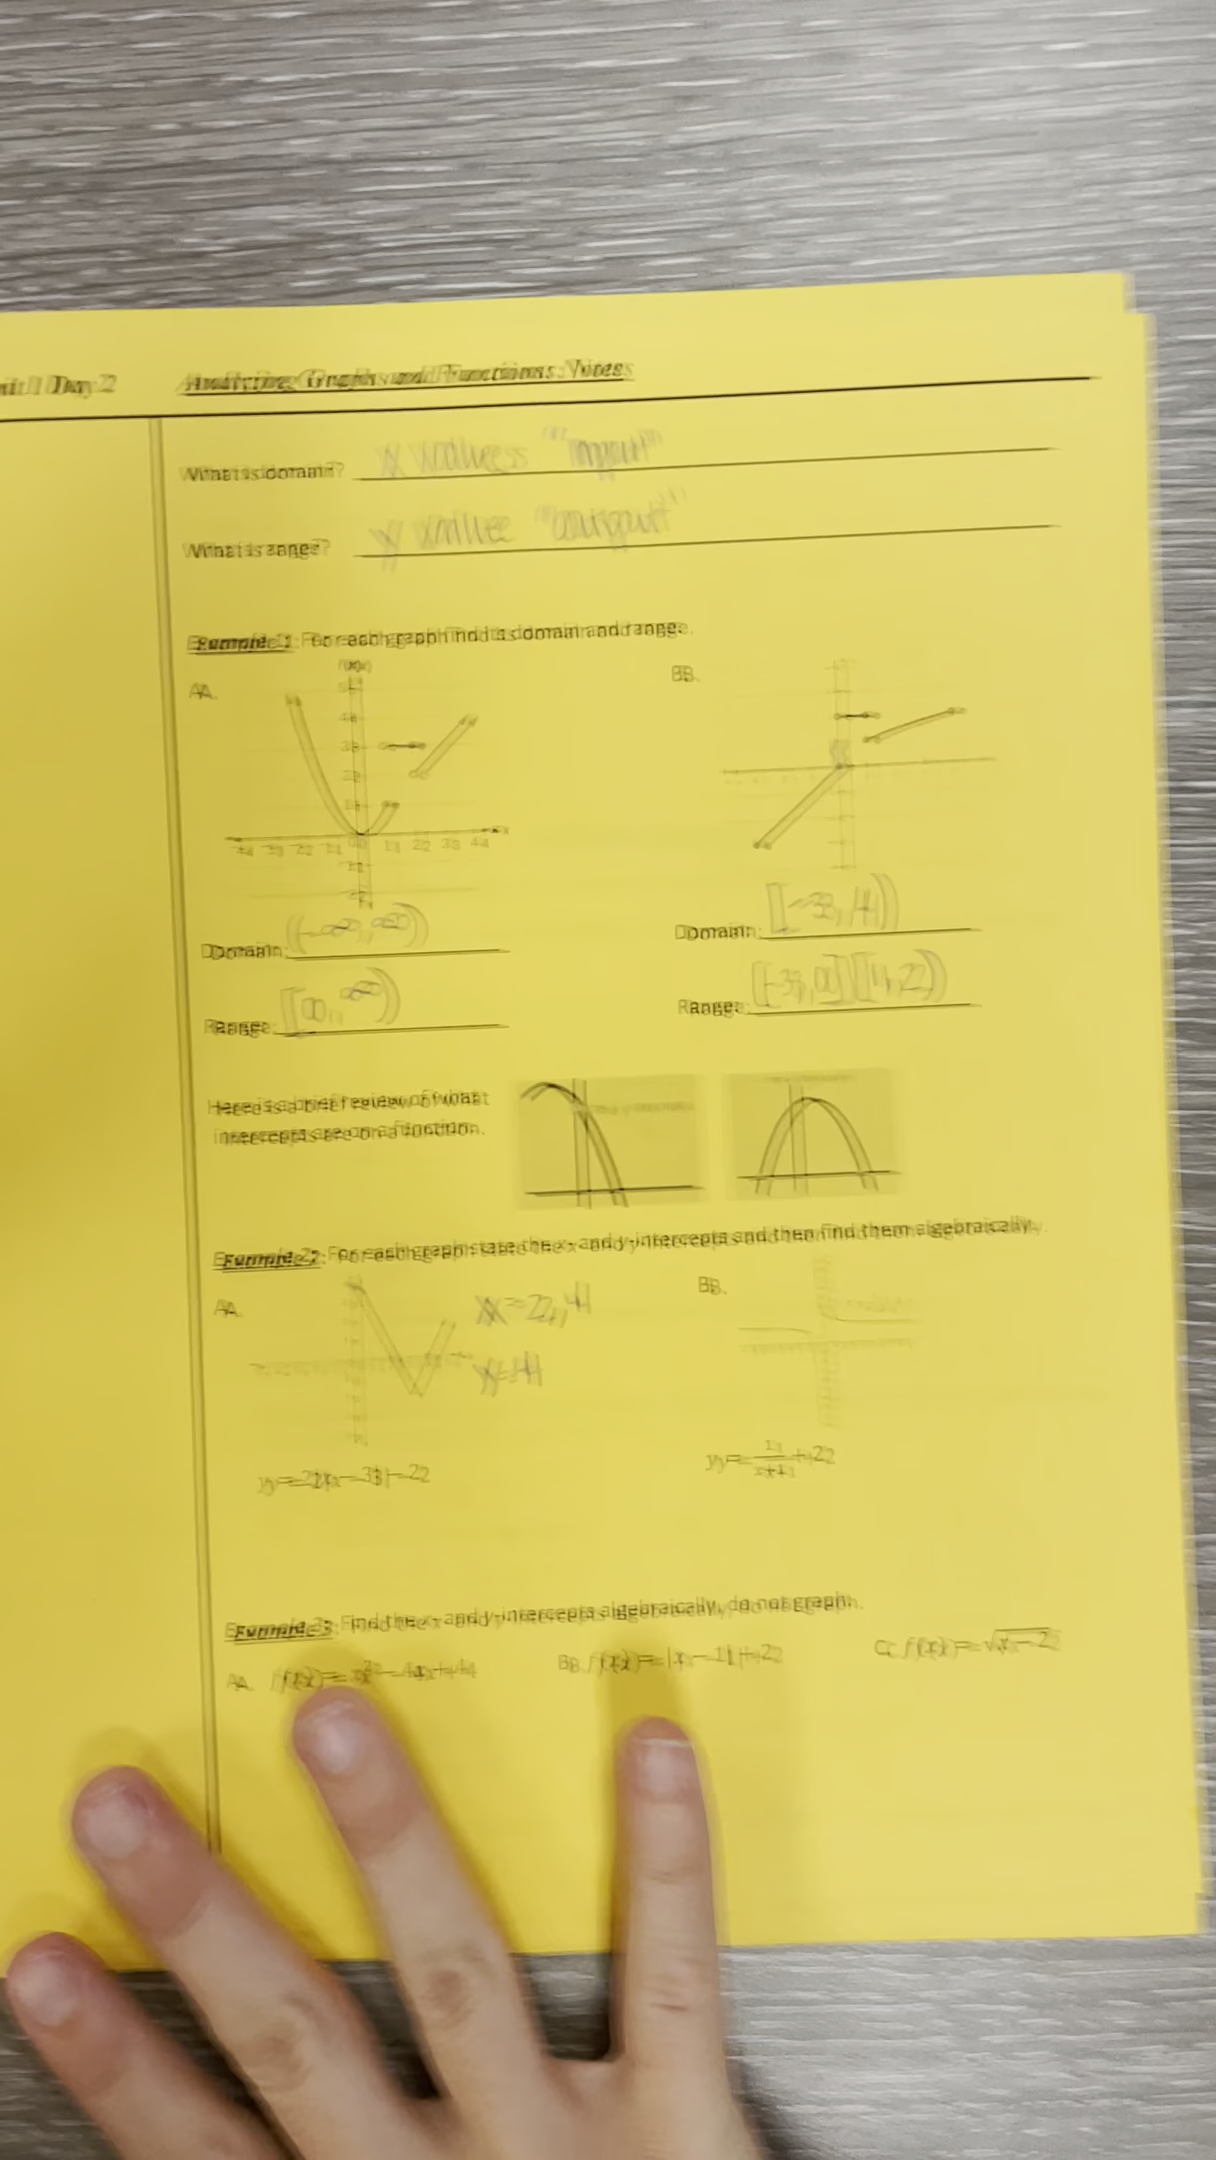 Day 2 Analyzing Graphs and Functions Notes
What is domain? X values "input"
What is range? y value "output"
Example 1: For each graph find its domain and range.
A. B.
Domain: (-∞, ∞) Domain: [-3, 4)
Range: [0, ∞) Range: [-3, 0] [1, 2)
Here is a brief review of what
intercepts are on a function.
Example 2: For each graph state the x- and y-intercepts and then find them algebraically.
A. x = 2, 4 B.
y = 4
y = 2|x − 3| − 2 y = 1/(x+1) + 2
Example 3: Find the x- and y-intercepts algebraically, do not graph.
A. f(x) = x² − 4x + 4 B. f(x) = |x − 1| + 2 C. f(x) = √(x − 2)